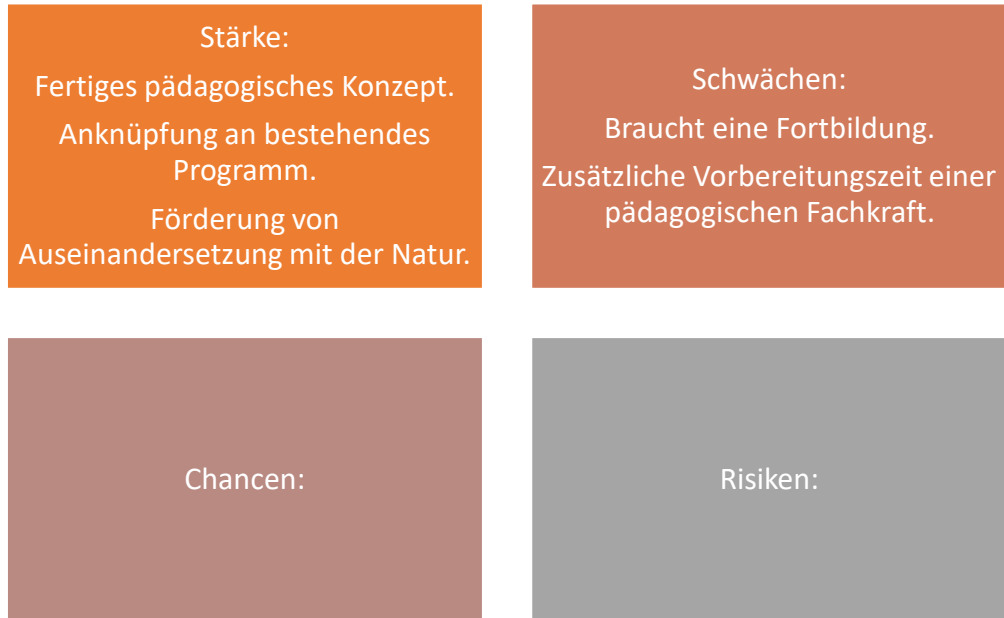 Stärke:
Fertiges pädagogisches Konzept.
Anknüpfung an bestehendes
Programm.
Förderung von
Auseinandersetzung mit der Natur.
Schwächen:
Braucht eine Fortbildung.
Zusätzliche Vorbereitungszeit einer
pädagogischen Fachkraft.
Chancen:
Risiken: